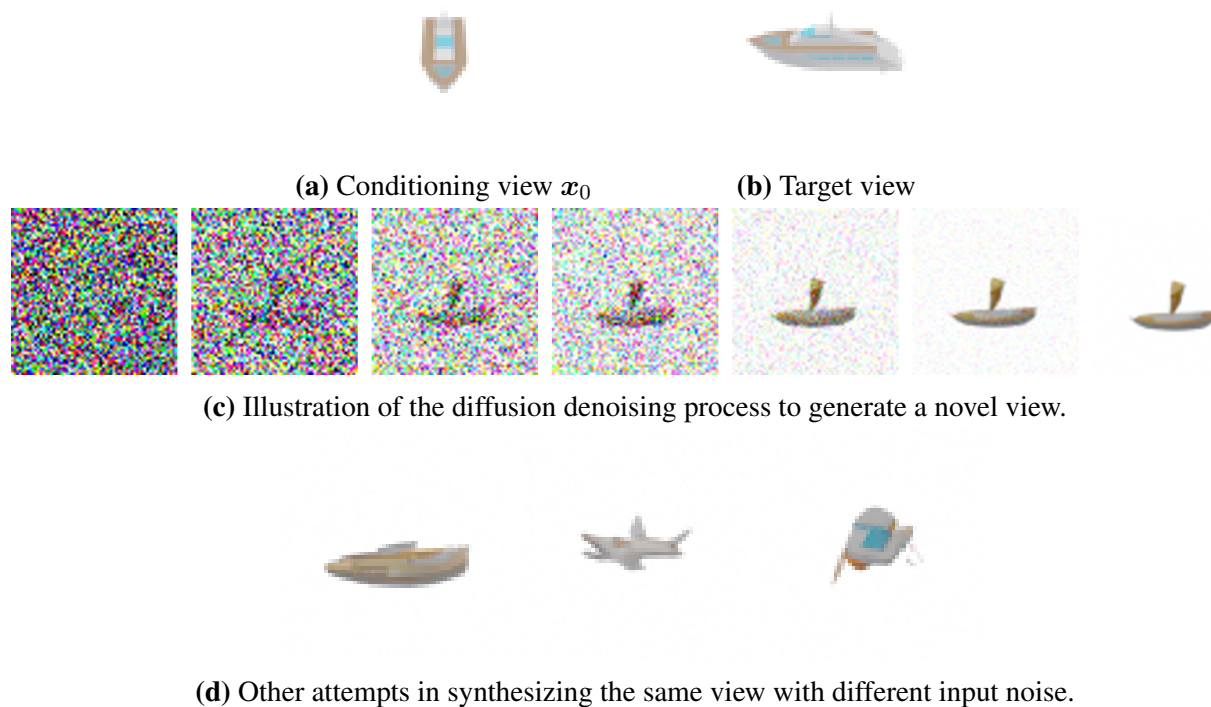 (a) Conditioning view x₀
(b) Target view
(c) Illustration of the diffusion denoising process to generate a novel view.
(d) Other attempts in synthesizing the same view with different input noise.